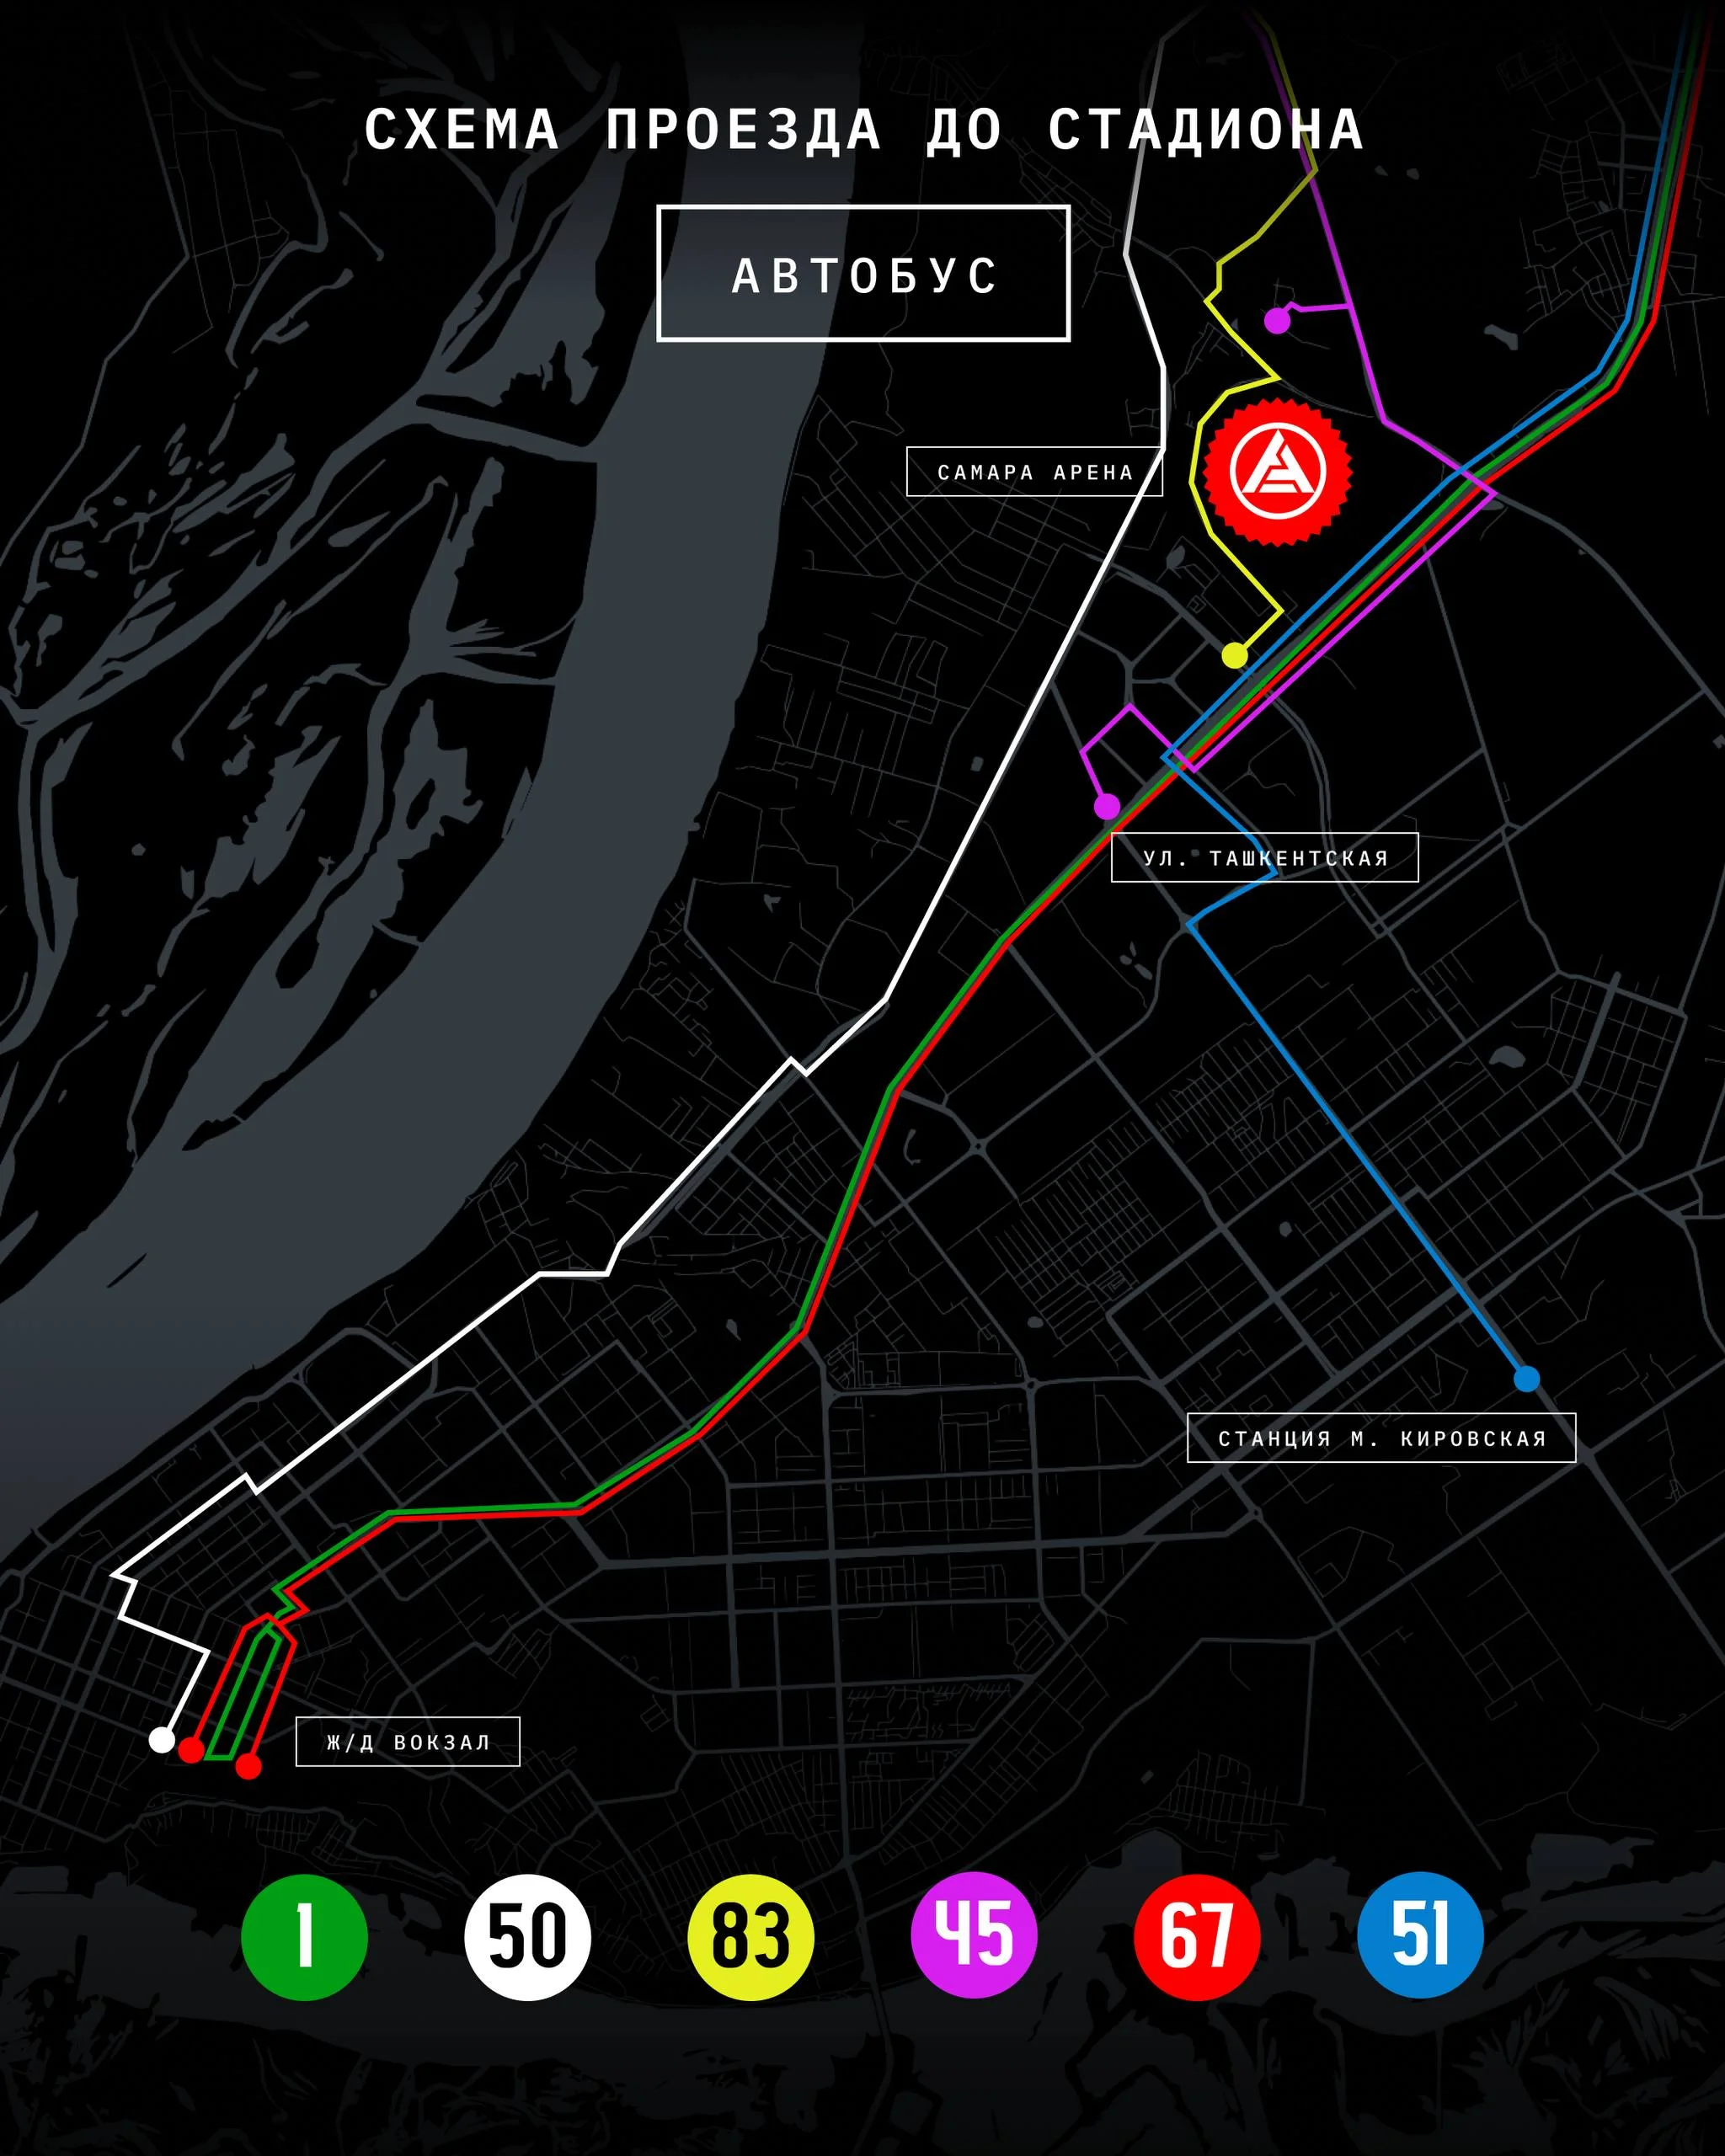 СХЕМА ПРОЕЗДА ДО СТАДИОНА
АВТОБУС
САМАРА АРЕНА
УЛ. ТАШКЕНТСКАЯ
СТАНЦИЯ М. КИРОВСКАЯ
Ж/Д ВОКЗАЛ
1 50 83 45 67 51